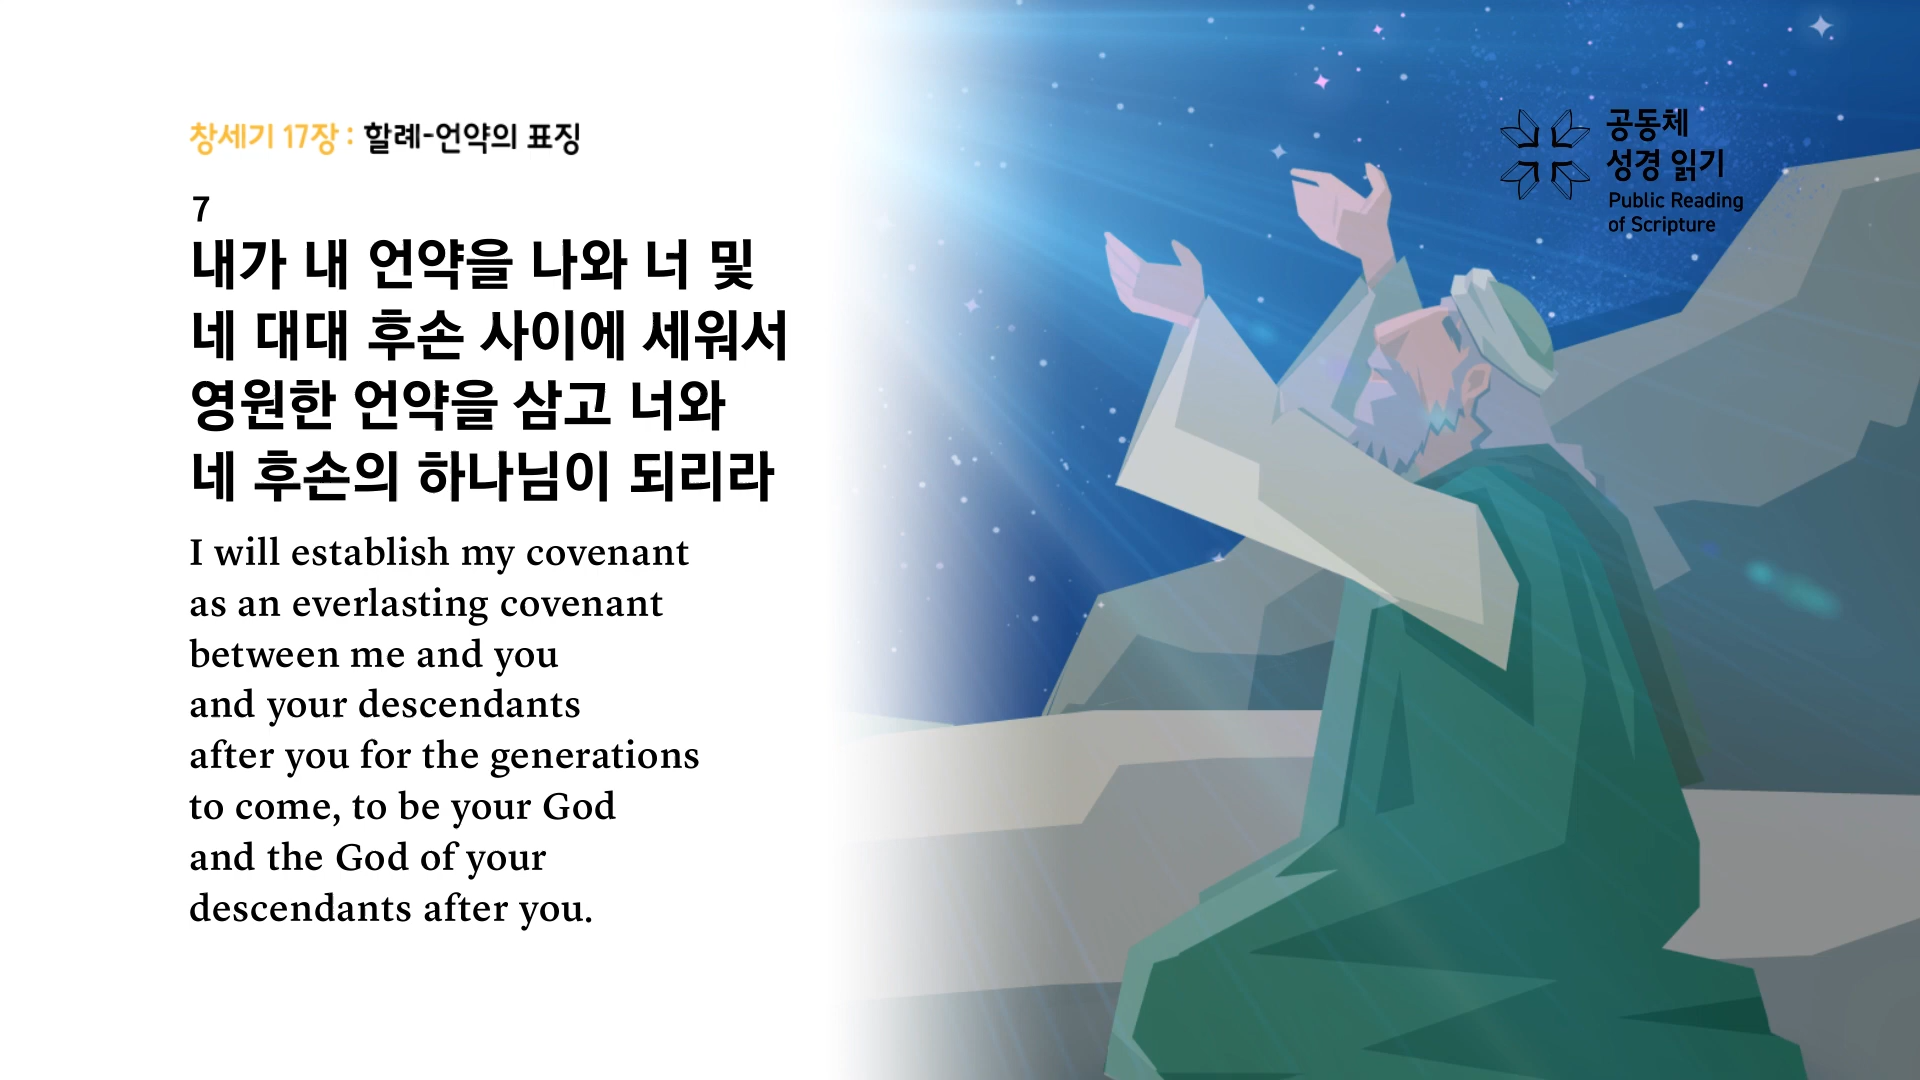 창세기 17장 : 할례-언약의 표징
7
내가 내 언약을 나와 너 및
네 대대 후손 사이에 세워서
영원한 언약을 삼고 너와
네 후손의 하나님이 되리라
I will establish my covenant
as an everlasting covenant
between me and you
and your descendants
after you for the generations
to come, to be your God
and the God of your
descendants after you.
공동체
성경 읽기
Public Reading
of Scripture